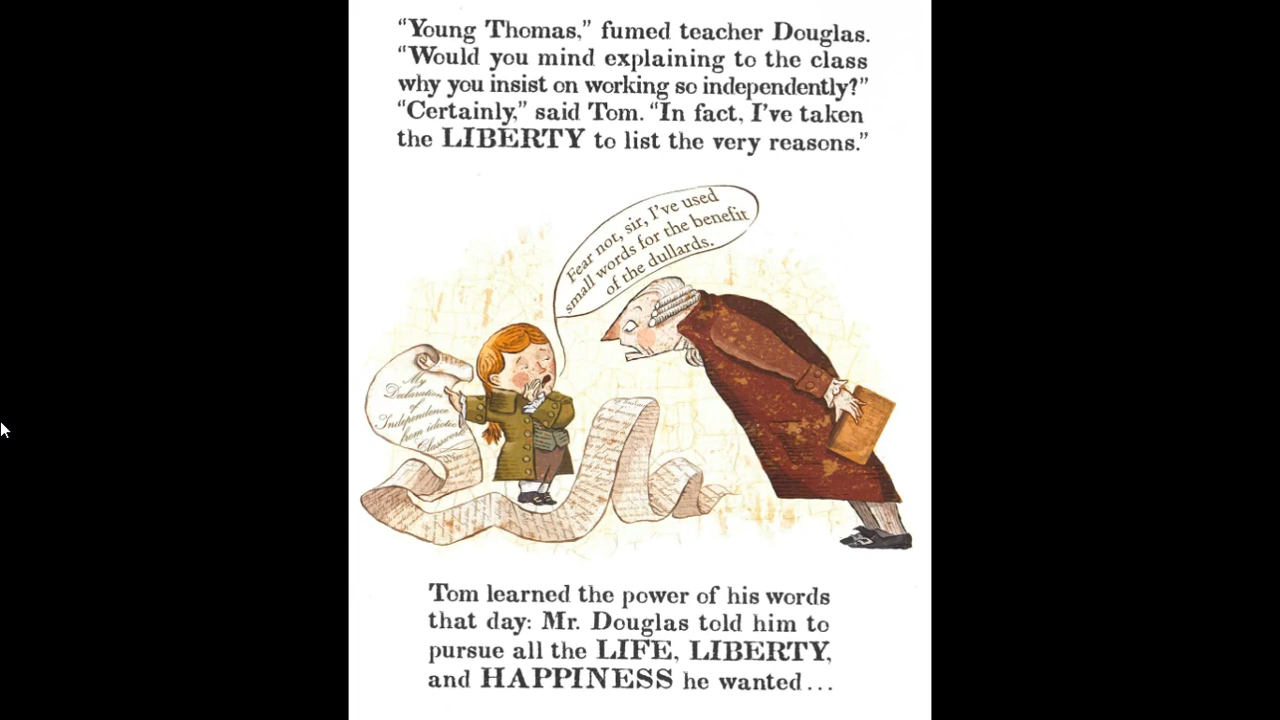 “Young Thomas,” fumed teacher Douglas.
“Would you mind explaining to the class
why you insist on working so independently?”
“Certainly,” said Tom. “In fact, I’ve taken
the LIBERTY to list the very reasons.”
Fear not, sir, I’ve used
small words for the benefit
of the dullards.
My
Declaration
of
Independence
from idiotic
Classwork
Tom learned the power of his words
that day: Mr. Douglas told him to
pursue all the LIFE, LIBERTY,
and HAPPINESS he wanted...